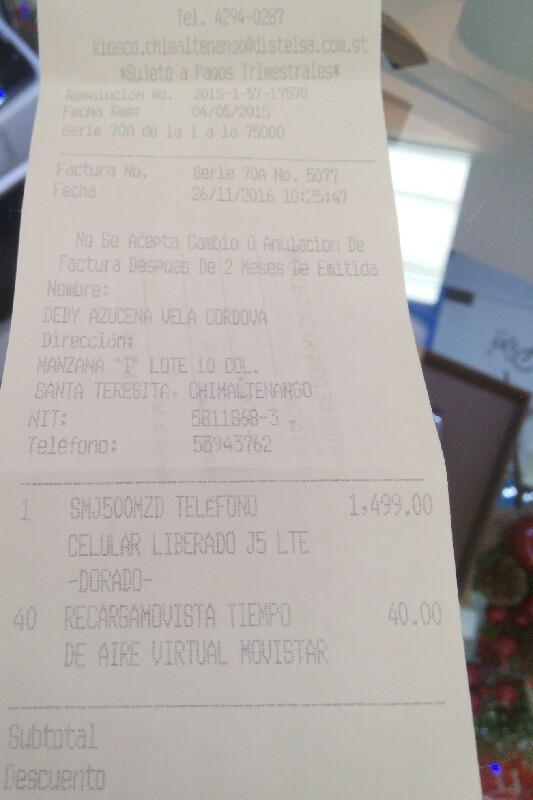 Tel. 4294-0287
kiosco.chimaltenango@distelsa.com.gt
*Sujeto a Pagos Trimestrales*
Resolución No. 2015-1-57-17570
Fecha Res: 04/05/2015
Serie 70A de la 1 a la 75000
Factura No. Serie 70A No. 5077
Fecha 26/11/2016 10:25:47
No Se Acepta Cambio O Anulacion De
Factura Despues De 2 Meses De Emitida
Nombre:
DEBY AZUCENA VELA CORDOVA
Dirección:
MANZANA "I" LOTE 10 COL.
SANTA TERESITA, CHIMALTENANGO
NIT: 5811868-3
Teléfono: 58943762
1 SMJ500MZD TELÉFONO 1,499.00
CELULAR LIBERADO J5 LTE
-DORADO-
40 RECARGAMOVISTA TIEMPO 40.00
DE AIRE VIRTUAL MOVISTAR
Subtotal
Descuento